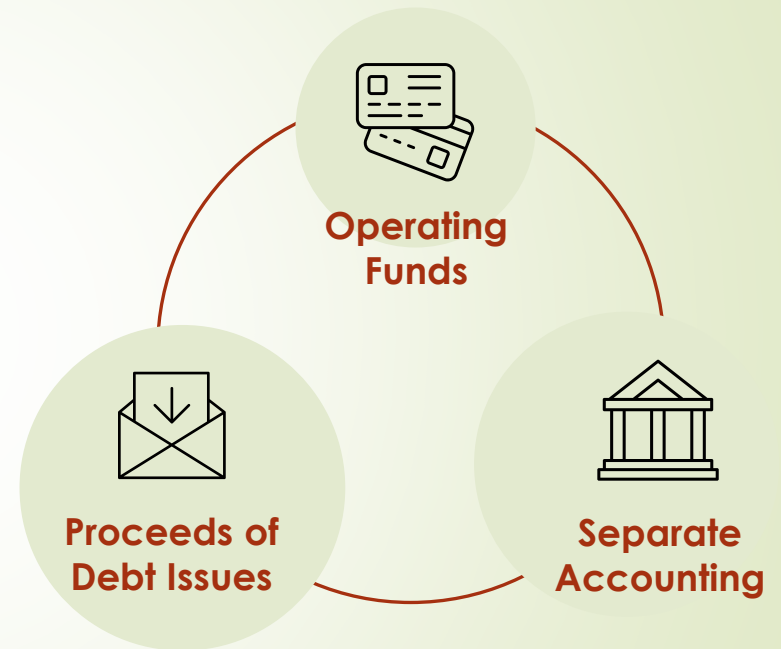 Operating
Funds
Proceeds of
Debt Issues
Separate
Accounting